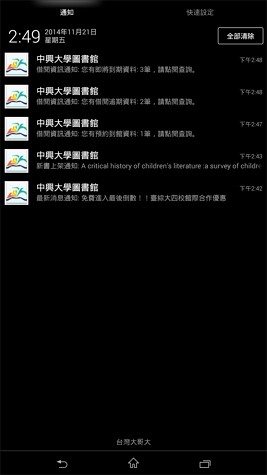 通知
快速設定
2:49 2014年11月21日
星期五
全部清除
中興大學圖書館 下午2:48
借閱資訊通知: 您有即將到期資料: 3筆，請點閱查詢。
中興大學圖書館 下午2:48
借閱資訊通知: 您有借閱逾期資料: 2筆，請點閱查詢。
中興大學圖書館 下午2:47
借閱資訊通知: 您有預約到館資料: 1筆，請點閱查詢。
中興大學圖書館 下午2:43
新書上架通知: A critical history of children's literature :a survey of childre
中興大學圖書館 下午2:42
最新消息通知: 免費進入最後倒數！！臺綜大四校館際合作優惠
台灣大哥大